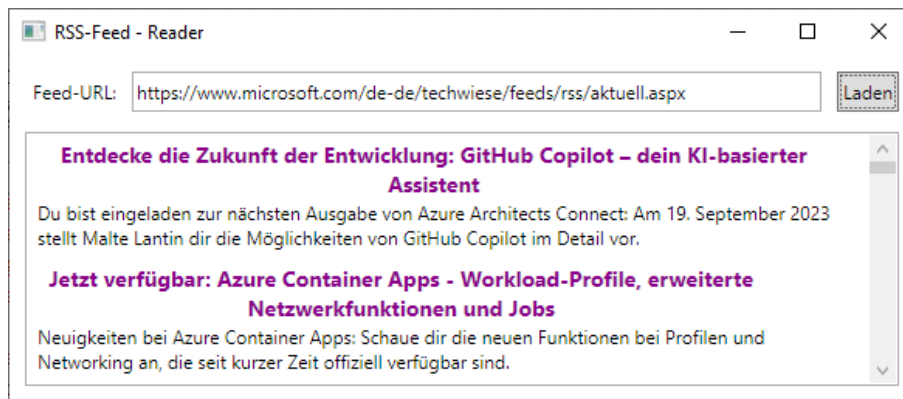 RSS-Feed - Reader
Feed-URL: https://www.microsoft.com/de-de/techwiese/feeds/rss/aktuell.aspx Laden
Entdecke die Zukunft der Entwicklung: GitHub Copilot – dein KI-basierter
Assistent
Du bist eingeladen zur nächsten Ausgabe von Azure Architects Connect: Am 19. September 2023
stellt Malte Lantin dir die Möglichkeiten von GitHub Copilot im Detail vor.
Jetzt verfügbar: Azure Container Apps - Workload-Profile, erweiterte
Netzwerkfunktionen und Jobs
Neuigkeiten bei Azure Container Apps: Schaue dir die neuen Funktionen bei Profilen und
Networking an, die seit kurzer Zeit offiziell verfügbar sind.